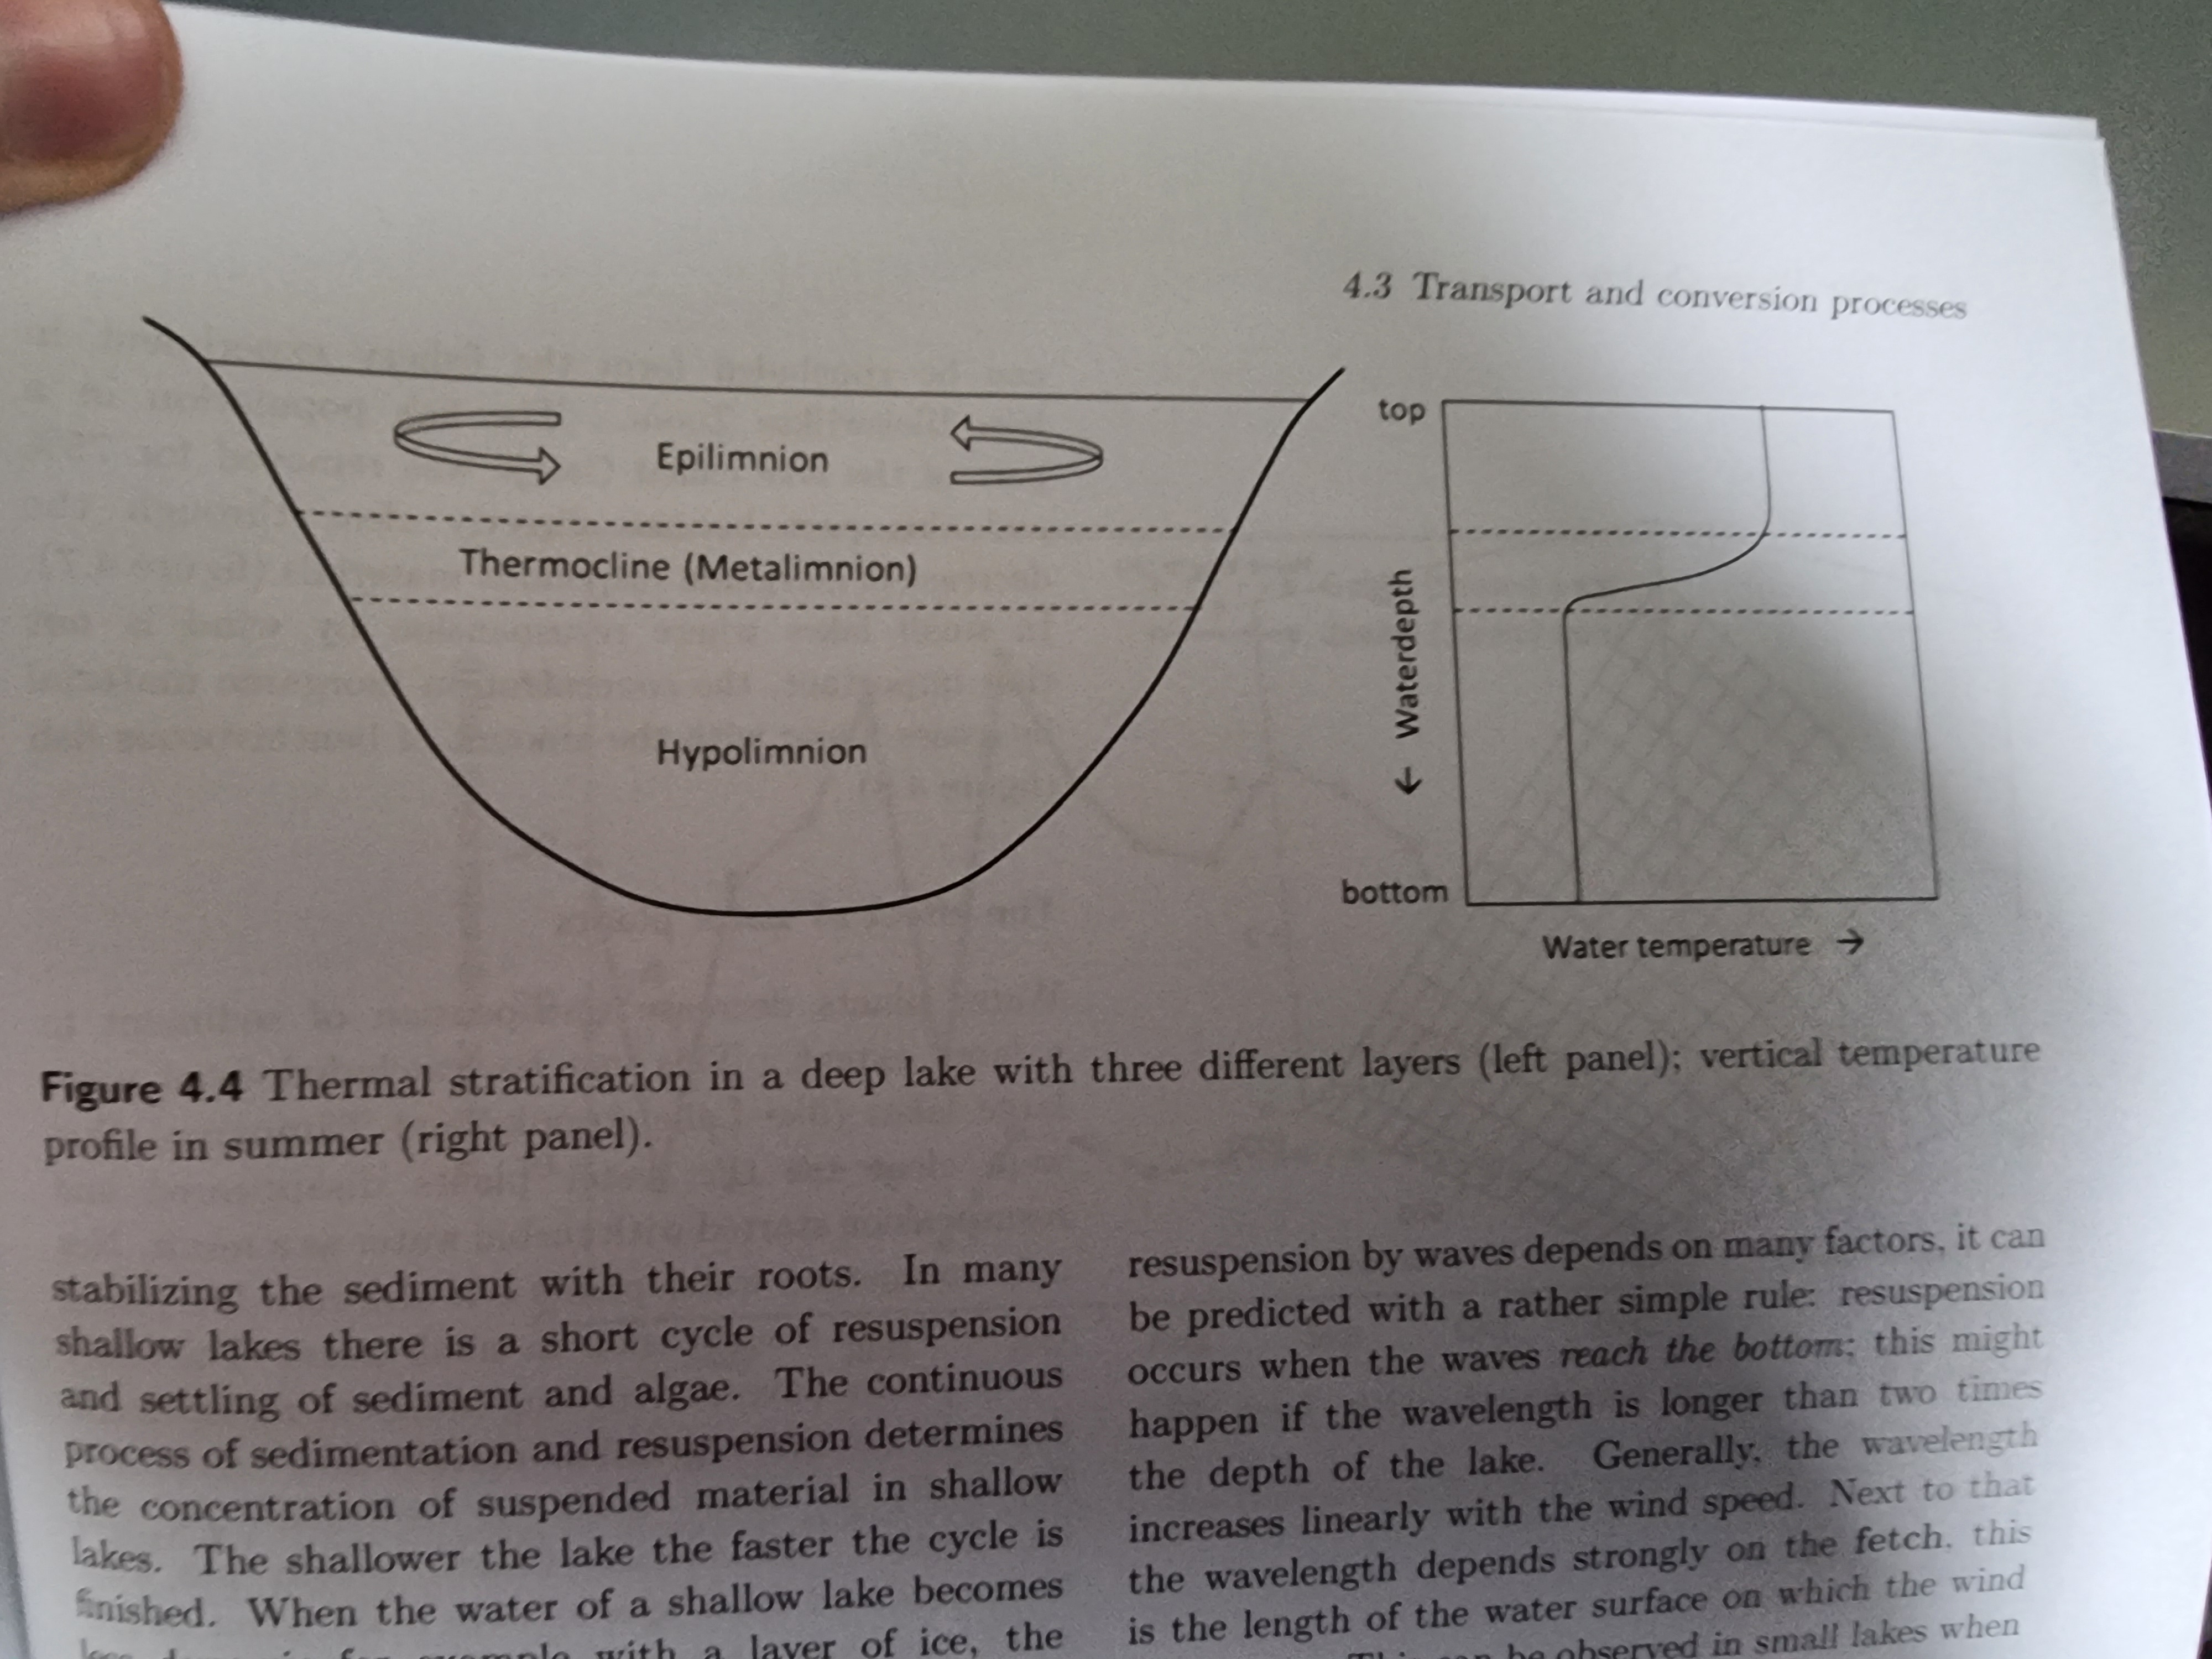 4.3 Transport and conversion processes
Epilimnion
Thermocline (Metalimnion)
Hypolimnion
top
← Waterdepth
bottom
Water temperature →
Figure 4.4 Thermal stratification in a deep lake with three different layers (left panel); vertical temperature
profile in summer (right panel).
stabilizing the sediment with their roots. In many
shallow lakes there is a short cycle of resuspension
and settling of sediment and algae. The continuous
process of sedimentation and resuspension determines
the concentration of suspended material in shallow
lakes. The shallower the lake the faster the cycle is
finished. When the water of a shallow lake becomes
with a layer of ice, the
resuspension by waves depends on many factors, it can
be predicted with a rather simple rule: resuspension
occurs when the waves reach the bottom; this might
happen if the wavelength is longer than two times
the depth of the lake. Generally, the wavelength
increases linearly with the wind speed. Next to that
the wavelength depends strongly on the fetch, this
is the length of the water surface on which the wind
be observed in small lakes when